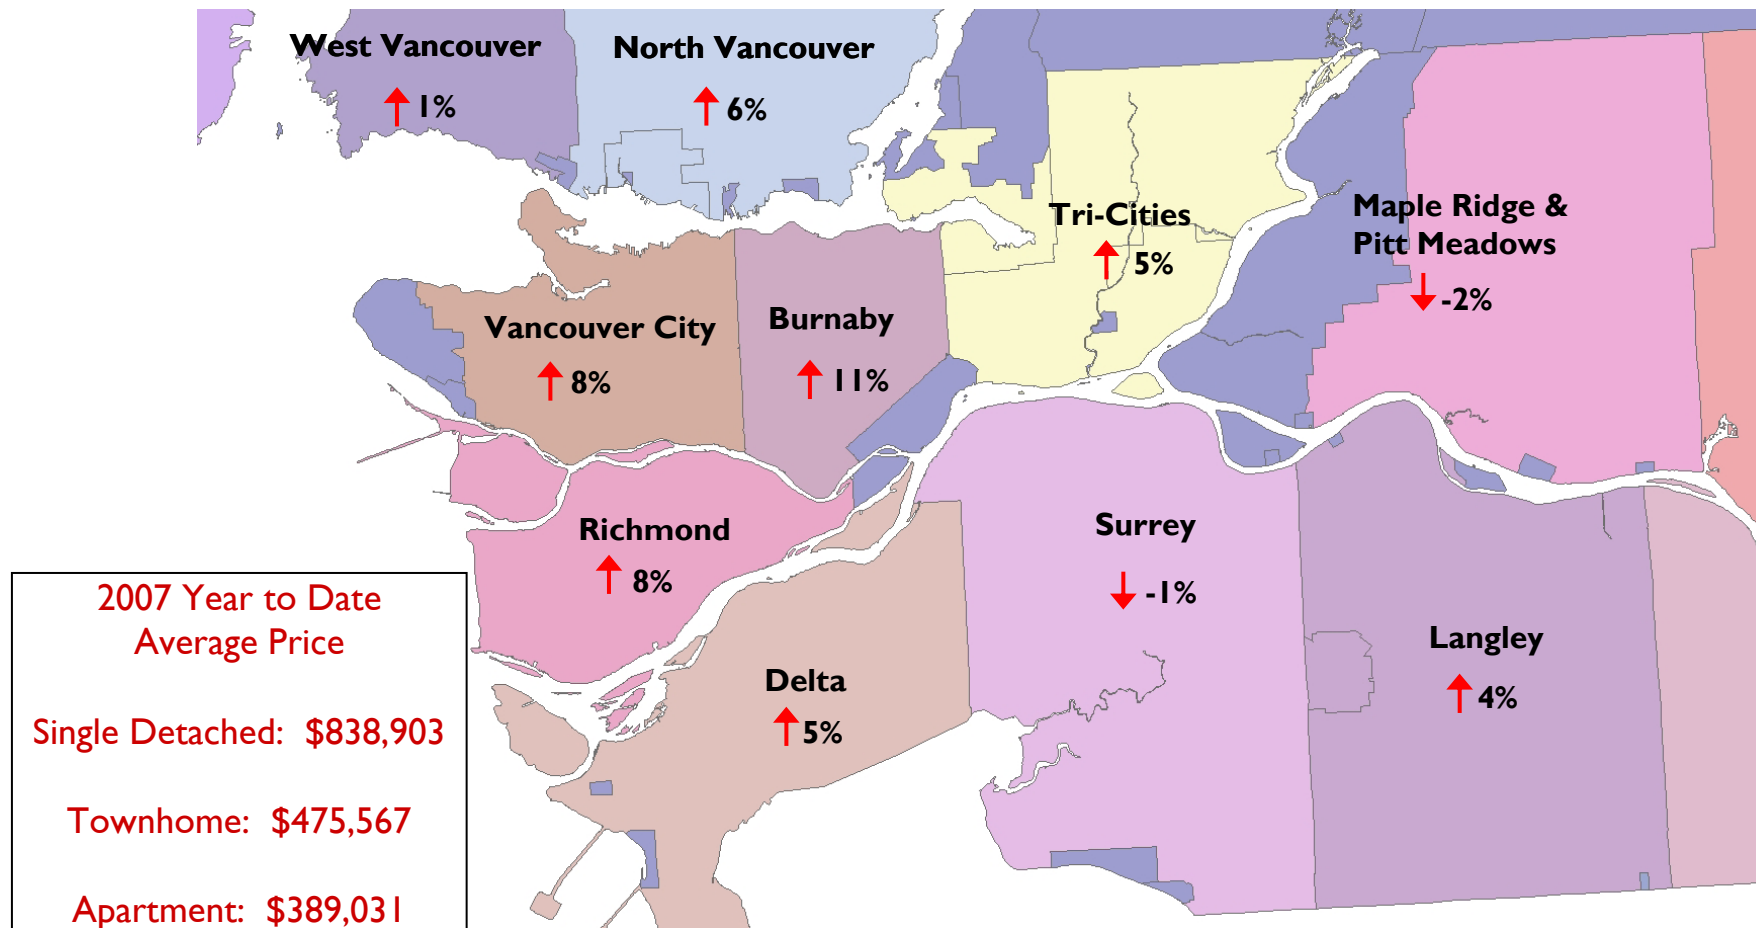 West Vancouver
1%
North Vancouver
6%
Tri-Cities
5%
Maple Ridge &
Pitt Meadows
-2%
Vancouver City
8%
Burnaby
11%
Richmond
8%
Surrey
-1%
Langley
4%
Delta
5%
2007 Year to Date
Average Price
Single Detached: $838,903
Townhome: $475,567
Apartment: $389,031